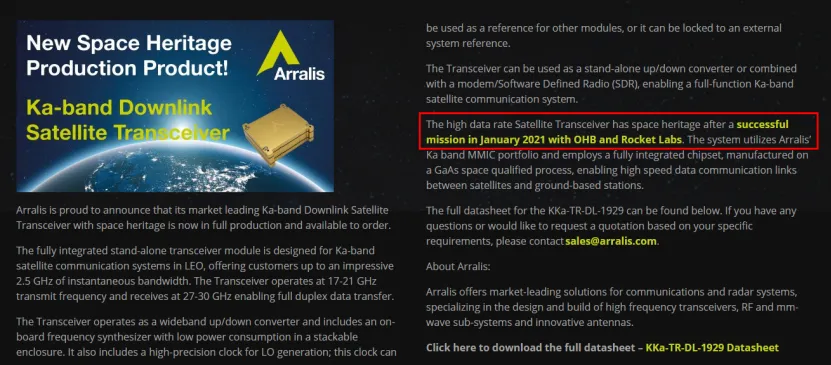 New Space Heritage
Production Product!
Arralis
Ka-band Downlink
Satellite Transceiver
Arralis is proud to announce that its market leading Ka-band Downlink Satellite
Transceiver with space heritage is now in full production and available to order.
The fully integrated stand-alone transceiver module is designed for Ka-band
satellite communication systems in LEO, offering customers up to an impressive
2.5 GHz of instantaneous bandwidth. The Transceiver operates at 17-21 GHz
transmit frequency and receives at 27-30 GHz enabling full duplex data transfer.
The Transceiver operates as a wideband up/down converter and includes an on-
board frequency synthesizer with low power consumption in a stackable
enclosure. It also includes a high-precision clock for LO generation; this clock can
be used as a reference for other modules, or it can be locked to an external
system reference.
The Transceiver can be used as a stand-alone up/down converter or combined
with a modem/Software Defined Radio (SDR), enabling a full-function Ka-band
satellite communication system.
The high data rate Satellite Transceiver has space heritage after a successful
mission in January 2021 with OHB and Rocket Labs. The system utilizes Arralis'
Ka band MMIC portfolio and employs a fully integrated chipset, manufactured on
a GaAs space qualified process, enabling high speed data communication links
between satellites and ground-based stations.
The full datasheet for the KKa-TR-DL-1929 can be found below. If you have any
questions or would like to request a quotation based on your specific
requirements, please contact sales@arralis.com.
About Arralis:
Arralis offers market-leading solutions for communications and radar systems,
specializing in the design and build of high frequency transceivers, RF and mm-
wave sub-systems and innovative antennas.
Click here to download the full datasheet – KKa-TR-DL-1929 Datasheet